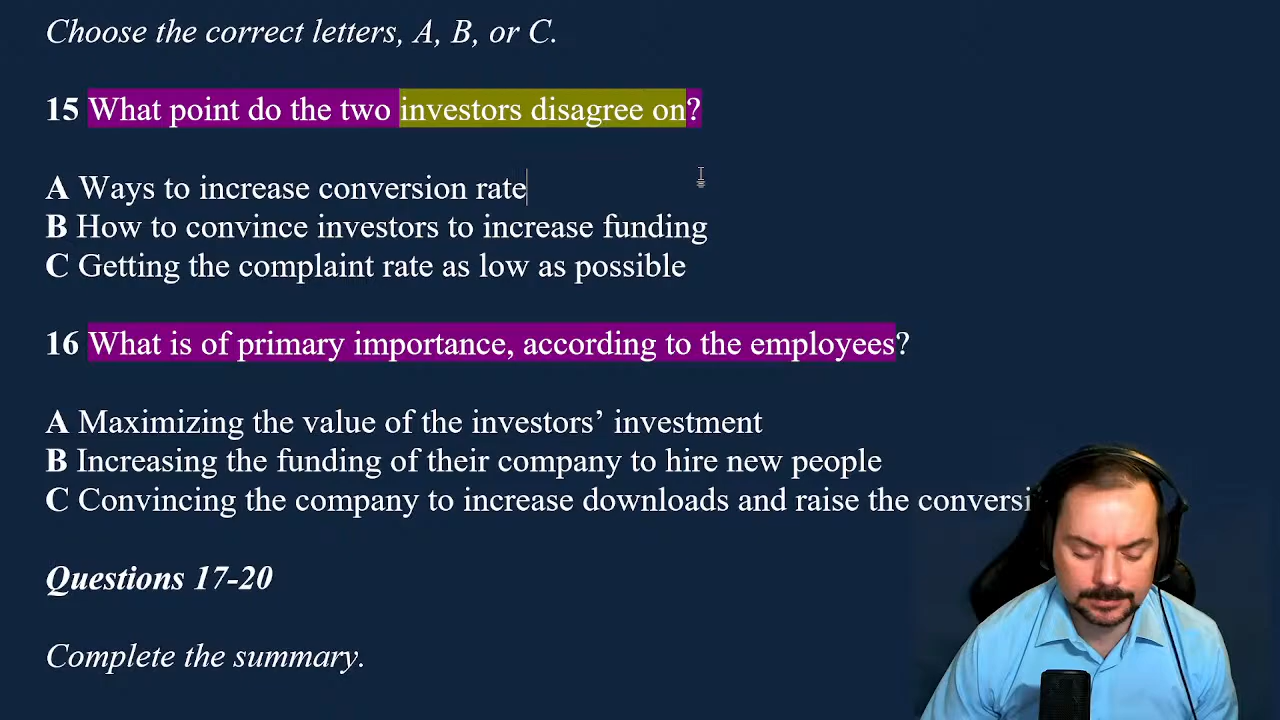 Choose the correct letters, A, B, or C.
15 What point do the two investors disagree on?
A Ways to increase conversion rate
B How to convince investors to increase funding
C Getting the complaint rate as low as possible
16 What is of primary importance, according to the employees?
A Maximizing the value of the investors’ investment
B Increasing the funding of their company to hire new people
C Convincing the company to increase downloads and raise the
Questions 17-20
Complete the summary.